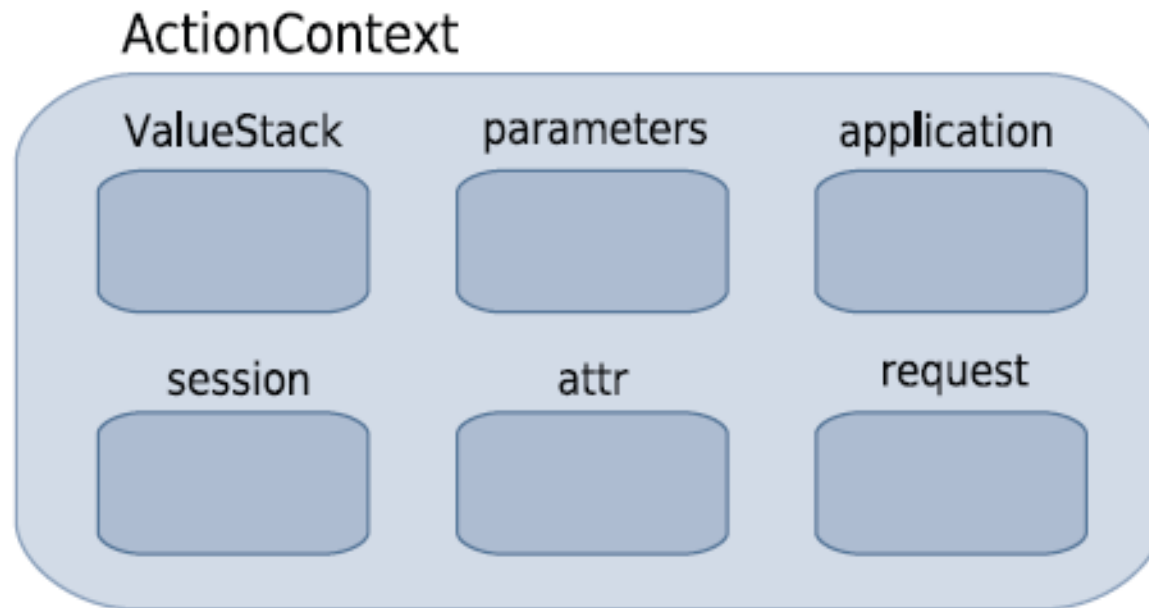 ActionContext
ValueStack parameters application
session attr request